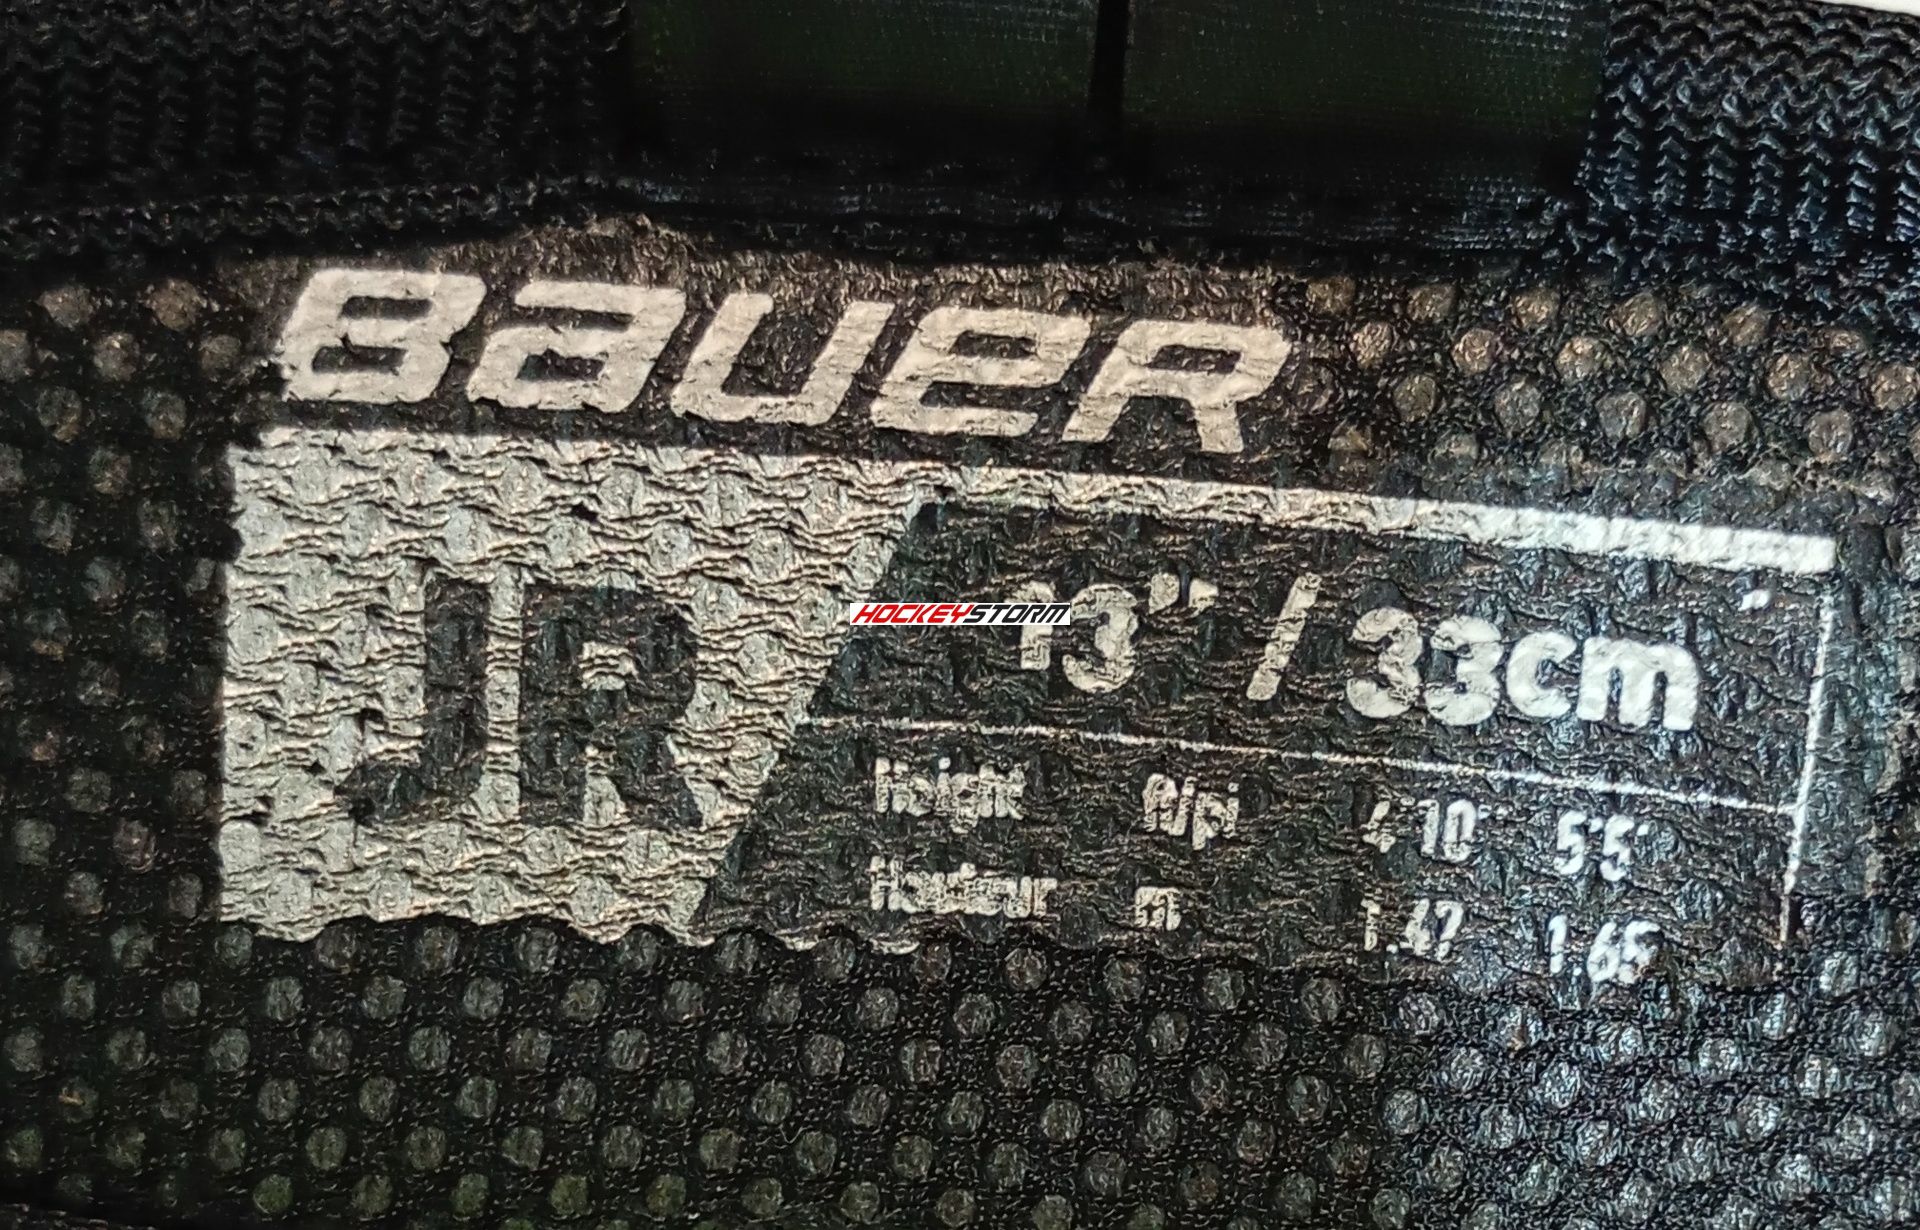 BAUER
JR
13" / 33cm
HOCKEYSTORM
Height ft/pi 4'10" 5'5"
Hauteur m 1.47 1.65